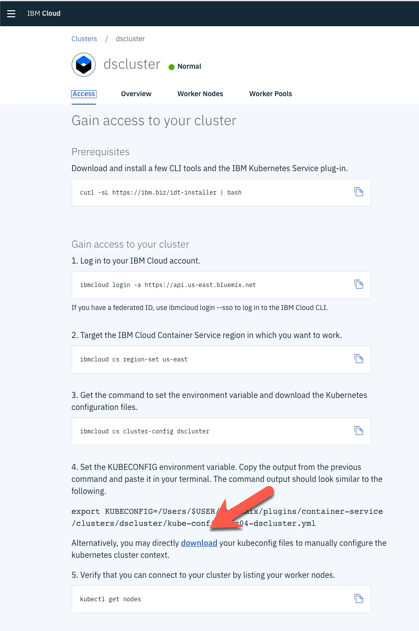 IBM Cloud
Clusters / dscluster
dscluster Normal
Access Overview Worker Nodes Worker Pools
Gain access to your cluster
Prerequisites
Download and install a few CLI tools and the IBM Kubernetes Service plug-in.
curl -sL https://ibm.biz/idt-installer | bash
Gain access to your cluster
1. Log in to your IBM Cloud account.
ibmcloud login -a https://api.us-east.bluemix.net
If you have a federated ID, use ibmcloud login --sso to log in to the IBM Cloud CLI.
2. Target the IBM Cloud Container Service region in which you want to work.
ibmcloud cs region-set us-east
3. Get the command to set the environment variable and download the Kubernetes
configuration files.
ibmcloud cs cluster-config dscluster
4. Set the KUBECONFIG environment variable. Copy the output from the previous
command and paste it in your terminal. The command output should look similar to the
following.
export KUBECONFIG=/Users/$USER/ ix/plugins/container-service
/clusters/dscluster/kube-conf 04-dscluster.yml
Alternatively, you may directly download your kubeconfig files to manually configure the
kubernetes cluster context.
5. Verify that you can connect to your cluster by listing your worker nodes.
kubectl get nodes